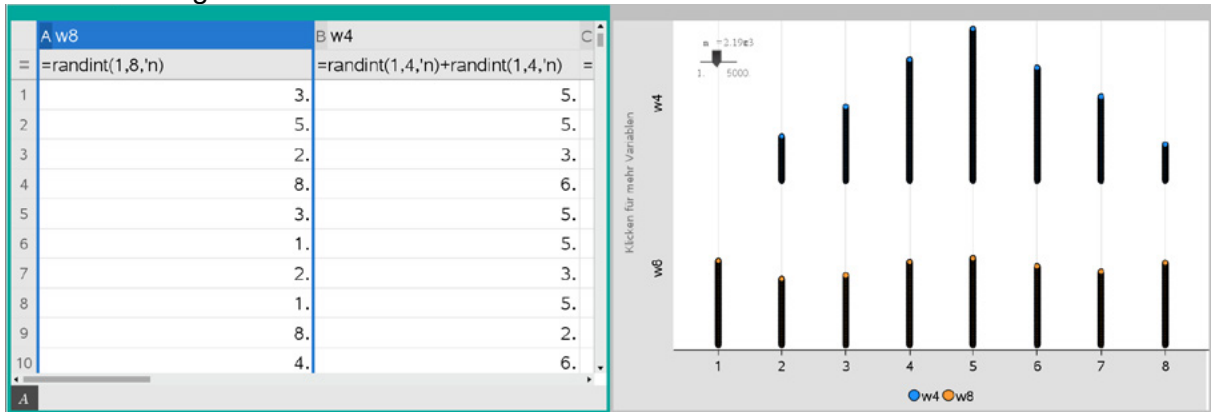 A w8 B w4 C
= =randint(1,8,'n) =randint(1,4,'n)+randint(1,4,'n) =
1 3. 5.
2 5. 5.
3 2. 3.
4 8. 6.
5 3. 5.
6 1. 5.
7 2. 3.
8 1. 5.
9 8. 2.
10 4. 6.
A
n =2.19ᴇ3
1. 5000.
Klicken für mehr Variablen
w4
w8
1 2 3 4 5 6 7 8
w4 w8